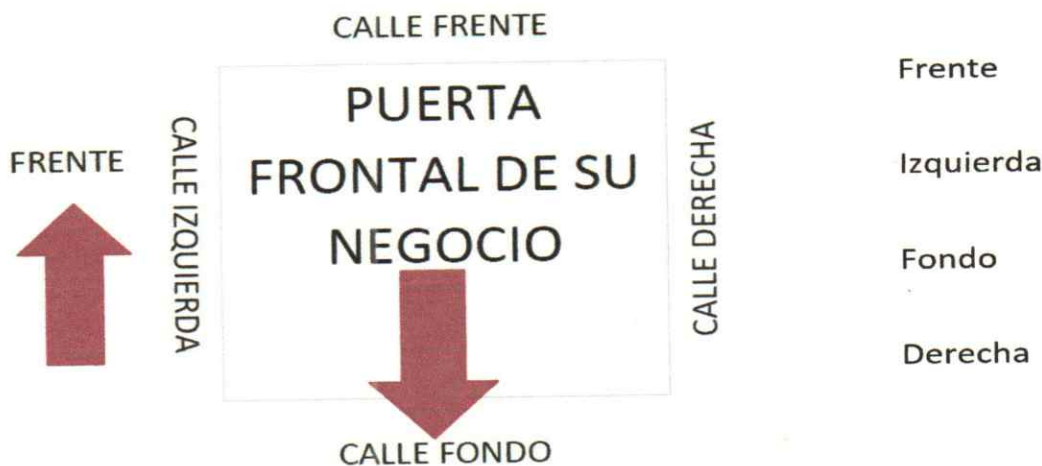 CALLE FRENTE
PUERTA
FRONTAL DE SU
NEGOCIO
FRENTE
CALLE IZQUIERDA
CALLE DERECHA
CALLE FONDO
Frente
Izquierda
Fondo
Derecha